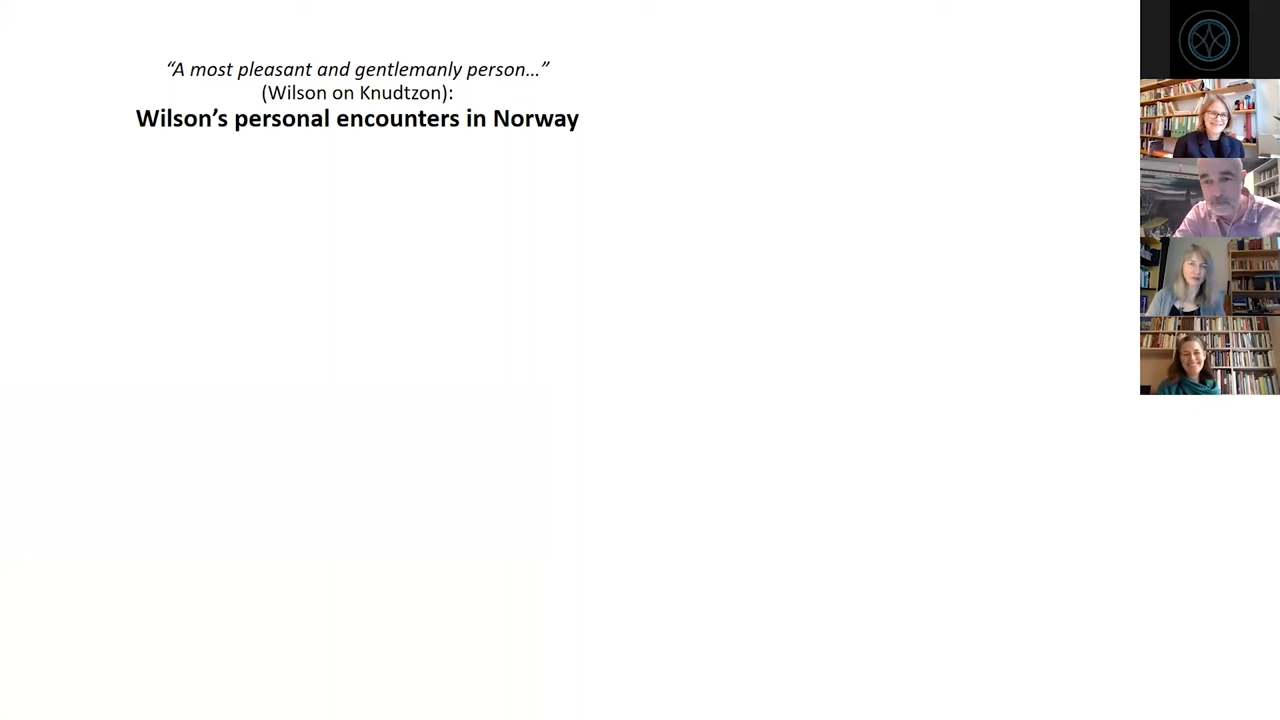 “A most pleasant and gentlemanly person…”
(Wilson on Knudtzon):
Wilson’s personal encounters in Norway